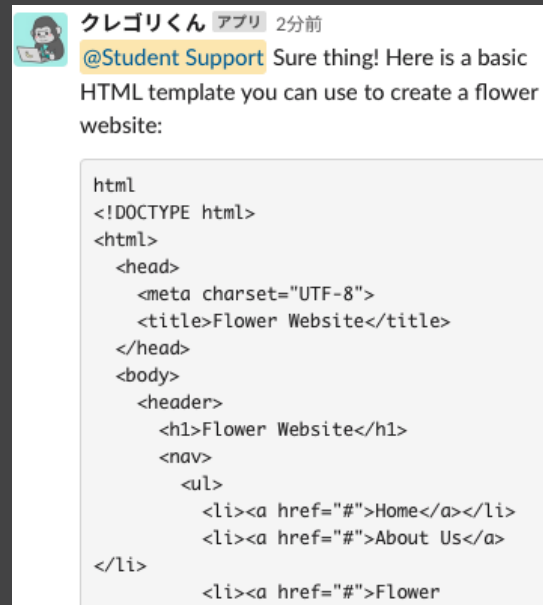 クレゴリくん アプリ 2分前
@Student Support Sure thing! Here is a basic
HTML template you can use to create a flower
website:
html
<!DOCTYPE html>
<html>
  <head>
    <meta charset="UTF-8">
    <title>Flower Website</title>
  </head>
  <body>
    <header>
      <h1>Flower Website</h1>
      <nav>
        <ul>
          <li><a href="#">Home</a></li>
          <li><a href="#">About Us</a>
</li>
          <li><a href="#">Flower